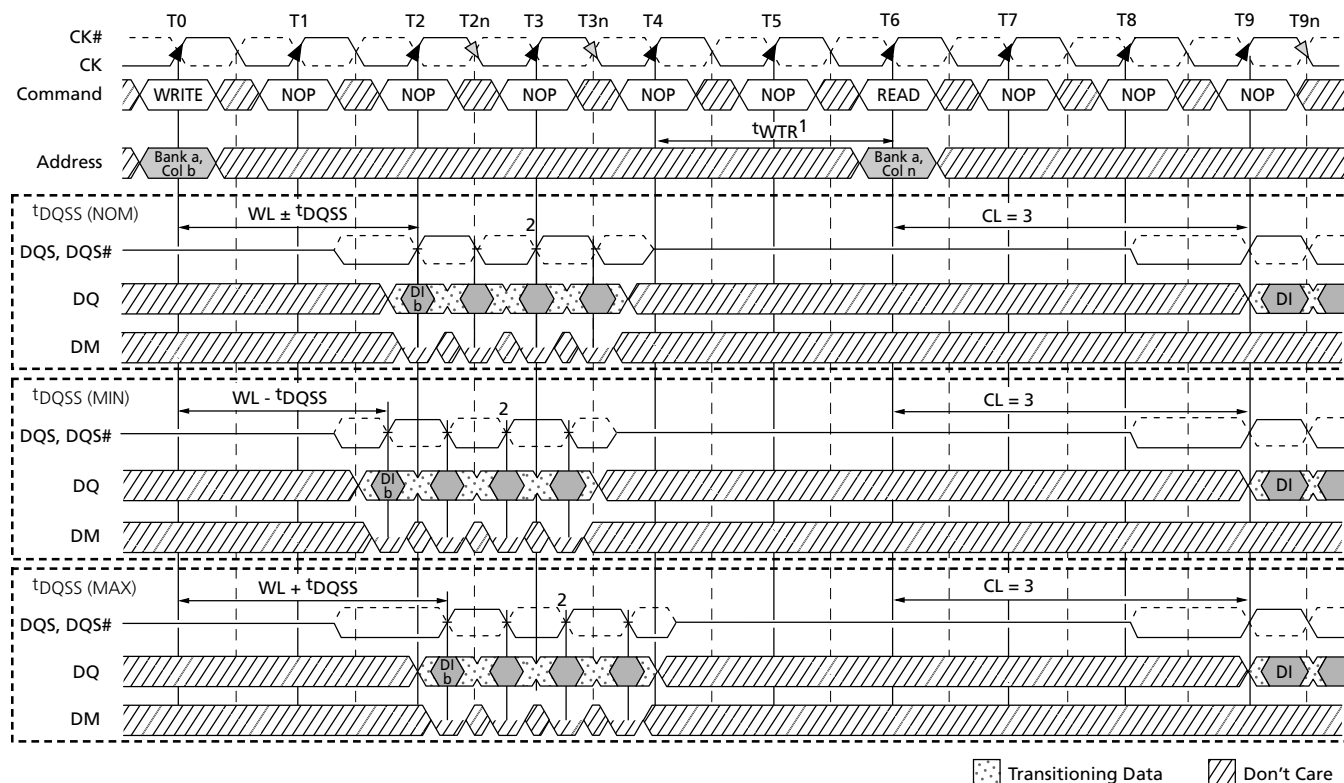 T0 T1 T2 T2n T3 T3n T4 T5 T6 T7 T8 T9 T9n
CK#
CK
Command WRITE NOP NOP NOP NOP NOP READ NOP NOP NOP
tWTR1
Address Bank a, Col b Bank a, Col n
tDQSS (NOM) WL ± tDQSS CL = 3
2
DQS, DQS#
DQ DI b DI
DM
tDQSS (MIN) WL - tDQSS CL = 3
2
DQS, DQS#
DQ DI b DI
DM
tDQSS (MAX) WL + tDQSS CL = 3
2
DQS, DQS#
DQ DI b DI
DM
Transitioning Data Don't Care